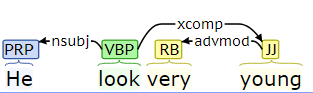 xcomp
nsubj advmod
PRP VBP RB JJ
He look very young